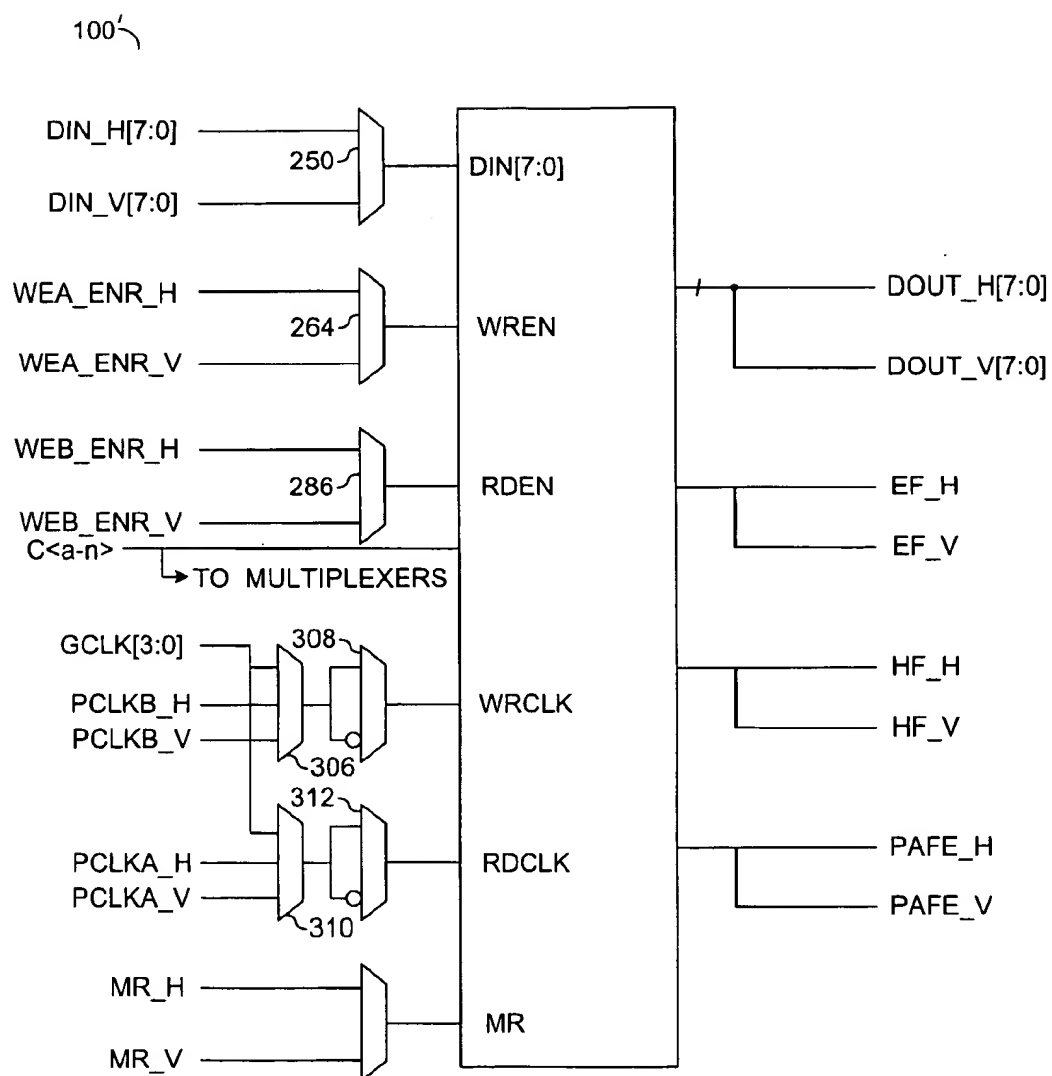 100'
DIN_H[7:0]
250
DIN[7:0]
DIN_V[7:0]
WEA_ENR_H
264
WREN
WEA_ENR_V
DOUT_H[7:0]
DOUT_V[7:0]
WEB_ENR_H
286
RDEN
WEB_ENR_V
C<a-n>
TO MULTIPLEXERS
EF_H
EF_V
GCLK[3:0]
308
PCLKB_H
WRCLK
PCLKB_V
306
HF_H
HF_V
312
PCLKA_H
RDCLK
PCLKA_V
310
PAFE_H
PAFE_V
MR_H
MR
MR_V